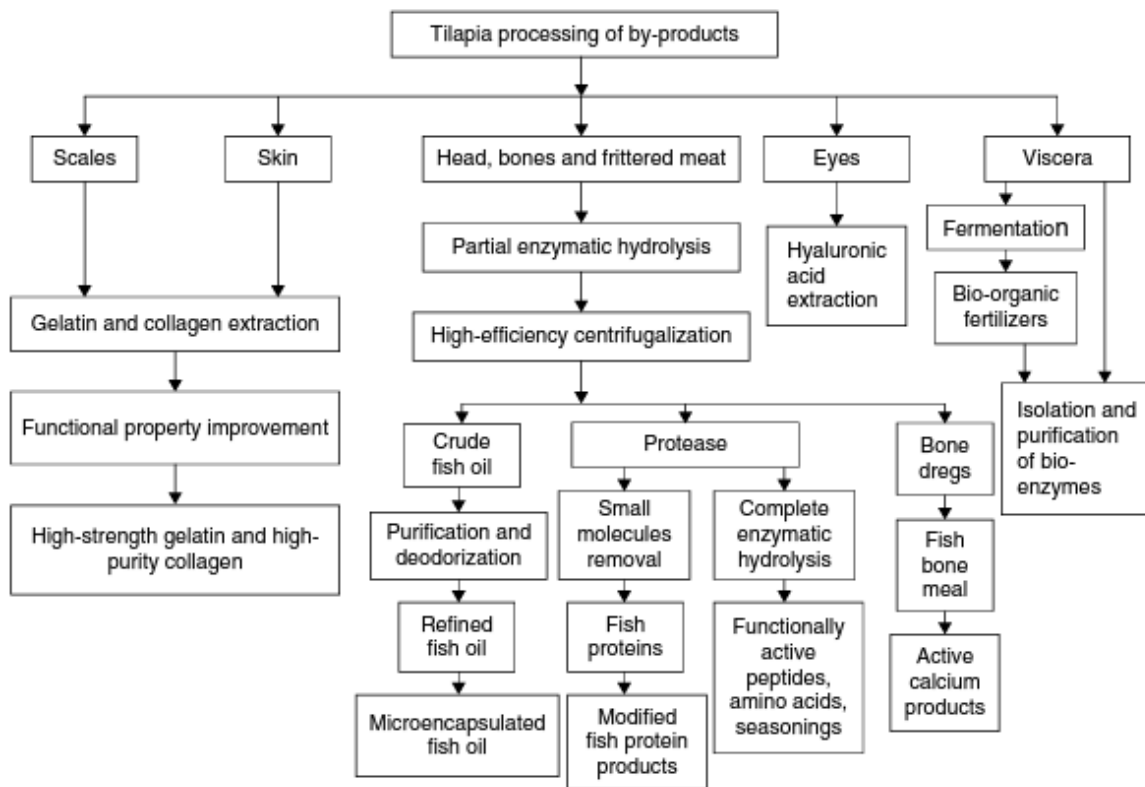 Tilapia processing of by-products
Scales
Skin
Head, bones and frittered meat
Eyes
Viscera
Partial enzymatic hydrolysis
Hyaluronic
acid
extraction
Fermentation
Bio-organic
fertilizers
Gelatin and collagen extraction
High-efficiency centrifugalization
Functional property improvement
Isolation and
purification
of bio-
enzymes
Crude
fish oil
Protease
Bone
dregs
High-strength gelatin and high-
purity collagen
Purification and
deodorization
Small
molecules
removal
Complete
enzymatic
hydrolysis
Fish
bone
meal
Refined
fish oil
Fish
proteins
Functionally
active
peptides,
amino acids,
seasonings
Active
calcium
products
Microencapsulated
fish oil
Modified
fish protein
products